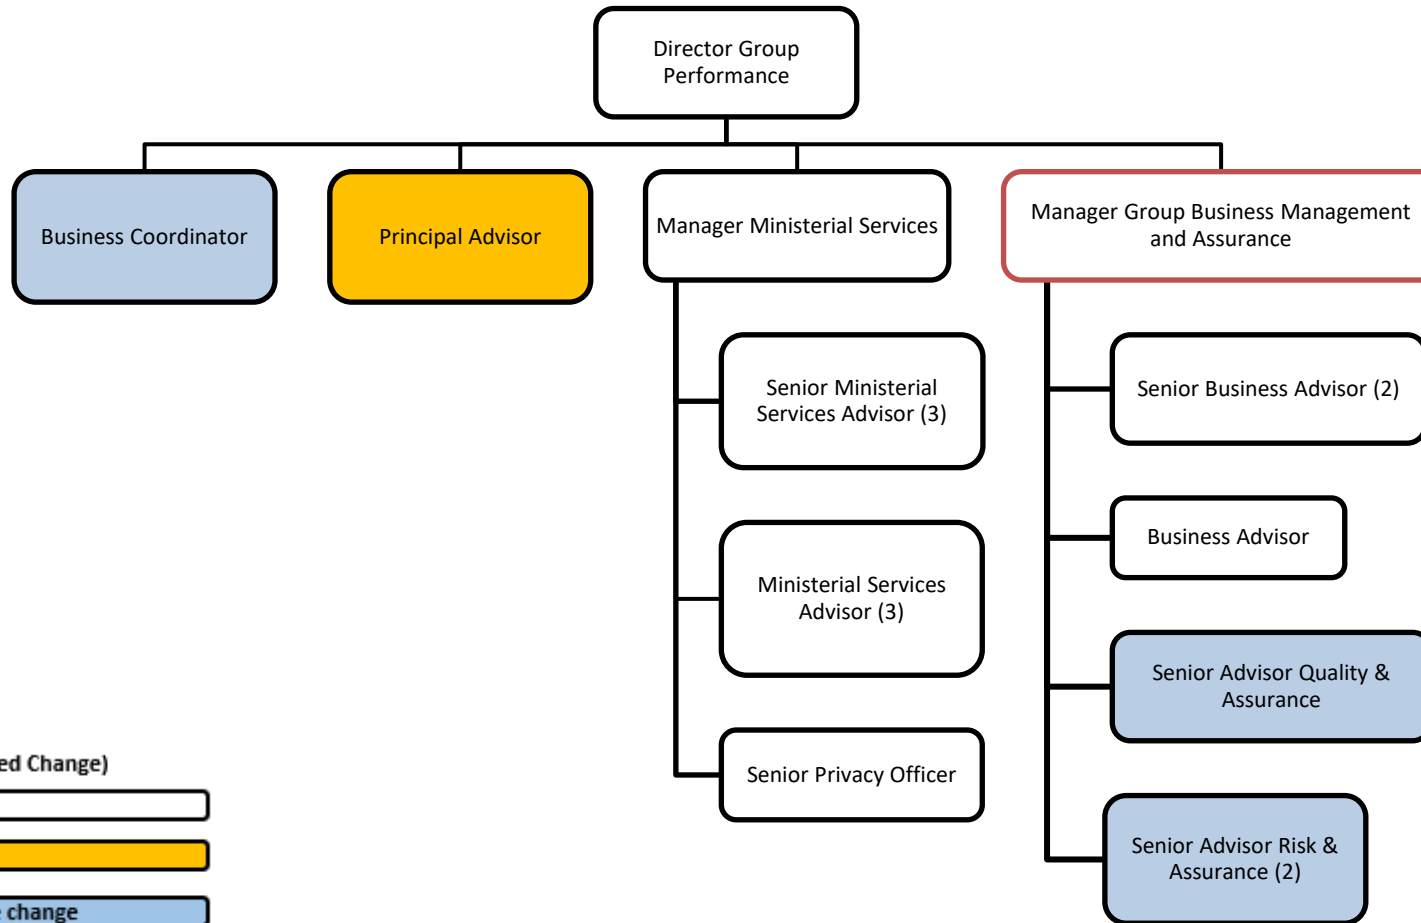 Director Group
Performance
Business Coordinator
Principal Advisor
Manager Ministerial Services
Manager Group Business Management
and Assurance
Senior Ministerial
Services Advisor (3)
Ministerial Services
Advisor (3)
Senior Privacy Officer
Senior Business Advisor (2)
Business Advisor
Senior Advisor Quality &
Assurance
Senior Advisor Risk &
Assurance (2)
ed Change)
change